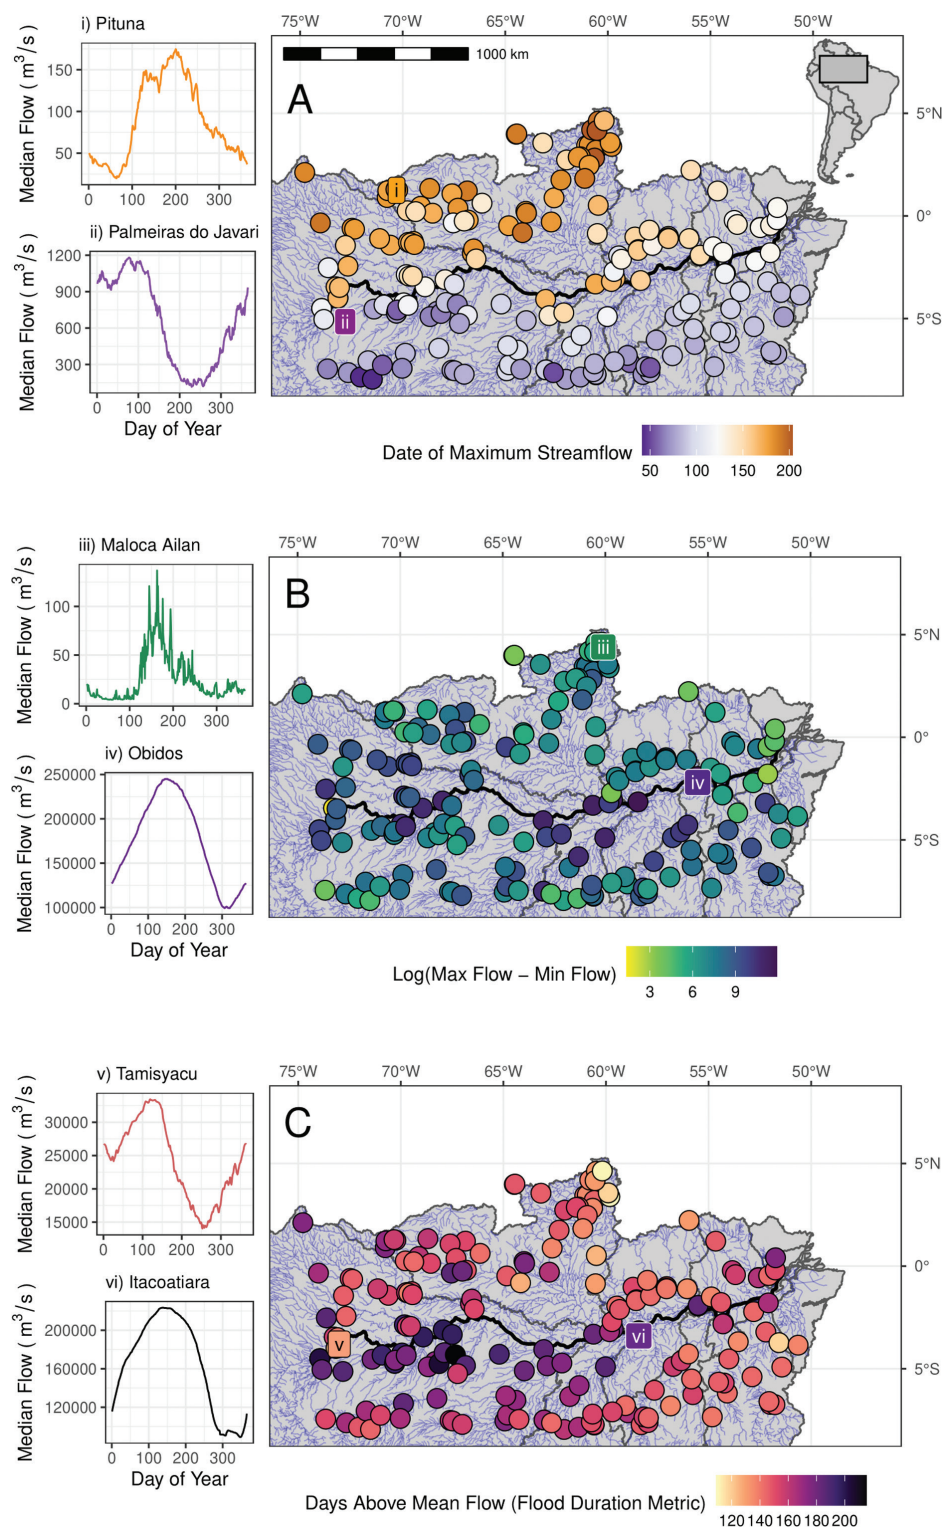 i) Pituna
Median Flow ( m³/s )
150
100
50
0 100 200 300
ii) Palmeiras do Javari
Median Flow ( m³/s )
1200
900
600
300
0 100 200 300
Day of Year
75°W 70°W 65°W 60°W 55°W 50°W
1000 km
A
5°N
0°
5°S
i
ii
Date of Maximum Streamflow
50 100 150 200
iii) Maloca Ailan
Median Flow ( m³/s )
100
50
0
0 100 200 300
iv) Obidos
Median Flow ( m³/s )
250000
200000
150000
100000
0 100 200 300
Day of Year
75°W 70°W 65°W 60°W 55°W 50°W
B
5°N
0°
5°S
iii
iv
Log(Max Flow − Min Flow)
3 6 9
v) Tamisyacu
Median Flow ( m³/s )
30000
25000
20000
15000
0 100 200 300
vi) Itacoatiara
Median Flow ( m³/s )
200000
160000
120000
0 100 200 300
Day of Year
75°W 70°W 65°W 60°W 55°W 50°W
C
5°N
0°
5°S
v
vi
Days Above Mean Flow (Flood Duration Metric)
120 140 160 180 200